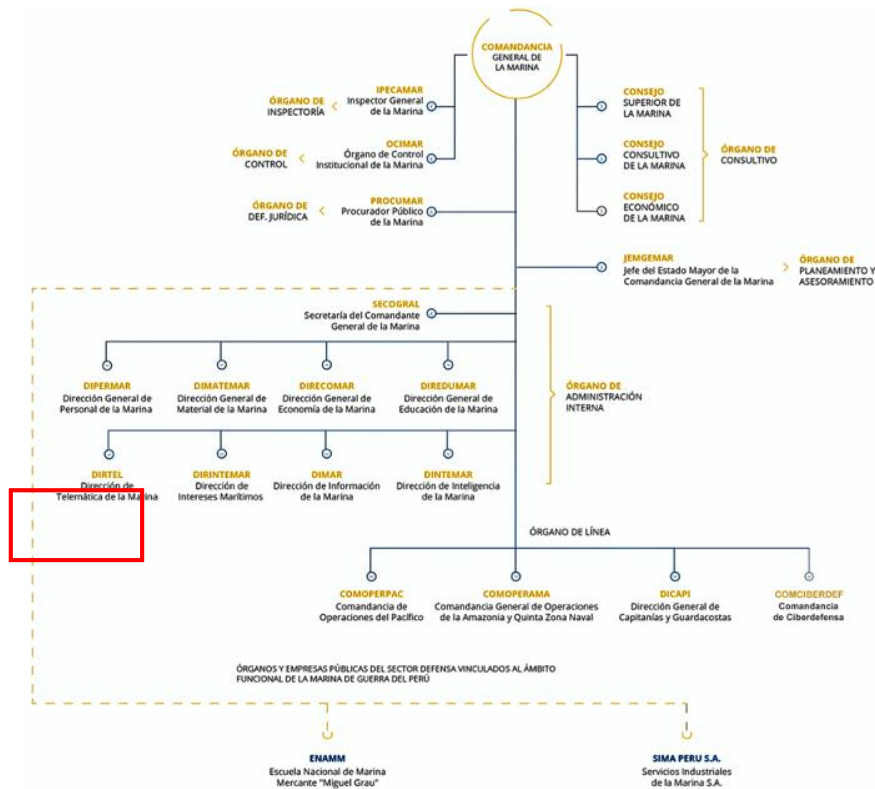 COMANDANCIA
GENERAL DE
LA MARINA
IPECAMAR
Inspector General
de la Marina
ÓRGANO DE
INSPECTORÍA
OCIMAR
Órgano de Control
Institucional de la Marina
ÓRGANO DE
CONTROL
PROCUMAR
Procurador Público
de la Marina
ÓRGANO DE
DEF. JURÍDICA
CONSEJO
SUPERIOR DE
LA MARINA
CONSEJO
CONSULTIVO
DE LA MARINA
CONSEJO
ECONÓMICO
DE LA MARINA
ÓRGANO DE
CONSULTIVO
JEMGEMAR
Jefe del Estado Mayor de la
Comandancia General de la Marina
ÓRGANO DE
PLANEAMIENTO Y
ASESORAMIENTO
SECOGRAL
Secretaría del Comandante
General de la Marina
DIPERMAR
Dirección General de
Personal de la Marina
DIMATEMAR
Dirección General de
Material de la Marina
DIRECOMAR
Dirección General de
Economía de la Marina
DIREDUMAR
Dirección General de
Educación de la Marina
ÓRGANO DE
ADMINISTRACIÓN
INTERNA
DIRTEL
Dirección de
Telemática de la Marina
DIRINTEMAR
Dirección de
Intereses Marítimos
DIMAR
Dirección de Información
de la Marina
DINTEMAR
Dirección de Inteligencia
de la Marina
ÓRGANO DE LÍNEA
COMOPERPAC
Comandancia de
Operaciones del Pacífico
COMOPERAMA
Comandancia General de Operaciones
de la Amazonia y Quinta Zona Naval
DICAPI
Dirección General de
Capitanías y Guardacostas
COMCIBERDEF
Comandancia
de Ciberdefensa
ÓRGANOS Y EMPRESAS PÚBLICAS DEL SECTOR DEFENSA VINCULADOS AL ÁMBITO
FUNCIONAL DE LA MARINA DE GUERRA DEL PERÚ
ENAMM
Escuela Nacional de Marina
Mercante "Miguel Grau"
SIMA PERU S.A.
Servicios Industriales
de la Marina S.A.